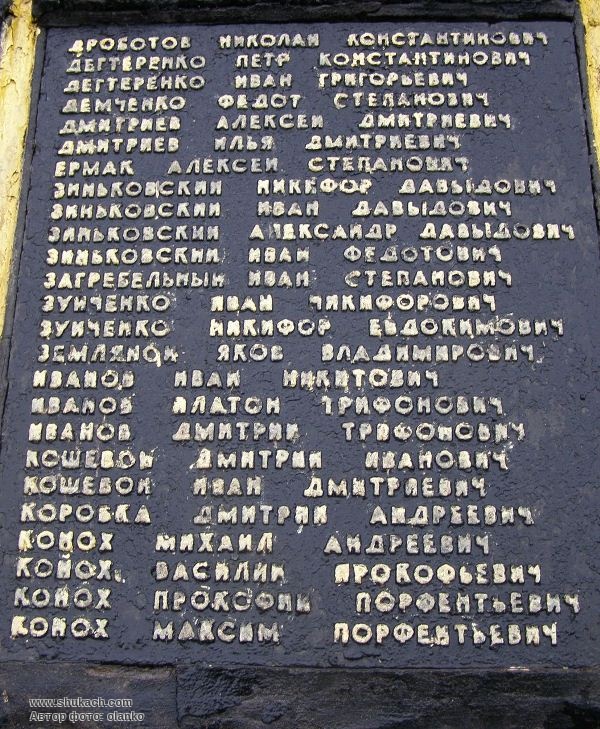 ДРОБОТОВ НИКОЛАЙ КОНСТАНТИНОВИЧ
ДЕГТЕРЕНКО ПЕТР КОНСТАНТИНОВИЧ
ДЕГТЕРЕНКО ИВАН ГРИГОРЬЕВИЧ
ДЕМЧЕНКО ФЕДОТ СТЕПАНОВИЧ
ДМИТРИЕВ АЛЕКСЕЙ ДМИТРИЕВИЧ
ДМИТРИЕВ ИЛЬЯ ДМИТРИЕВИЧ
ЕРМАК АЛЕКСЕЙ СТЕПАНОВИЧ
ЗИНЬКОВСКИЙ НИКИФОР ДАВЫДОВИЧ
ЗИНЬКОВСКИЙ ИВАН ДАВЫДОВИЧ
ЗИНЬКОВСКИЙ АЛЕКСАНДР ДАВЫДОВИЧ
ЗИНЬКОВСКИЙ ИВАН ФЕДОТОВИЧ
ЗАГРЕБЕЛЬНЫЙ ИВАН СТЕПАНОВИЧ
ЗУЙЧЕНКО ИВАН НИКИФОРОВИЧ
ЗУЙЧЕНКО НИКИФОР ЕВДОКИМОВИЧ
ЗЕМЛЯНОЙ ЯКОВ ВЛАДИМИРОВИЧ
ИВАНОВ ИВАН НИКИТОВИЧ
ИВАНОВ ПЛАТОН ТРИФОНОВИЧ
ИВАНОВ ДМИТРИЙ ТРИФОНОВИЧ
КОШЕВОЙ ДМИТРИЙ ИВАНОВИЧ
КОШЕВОЙ ИВАН ДМИТРИЕВИЧ
КОРОБКА ДМИТРИЙ АНДРЕЕВИЧ
МИХАИЛ АНДРЕЕВИЧ
ВАСИЛИЙ ПРОКОФЬЕВИЧ
ПРОКОФИЙ ПОРФЕНТЬЕВИЧ
МАКСИМ ПОРФЕНТЬЕВИЧ
www.shukach.com
Автор фото: olanko